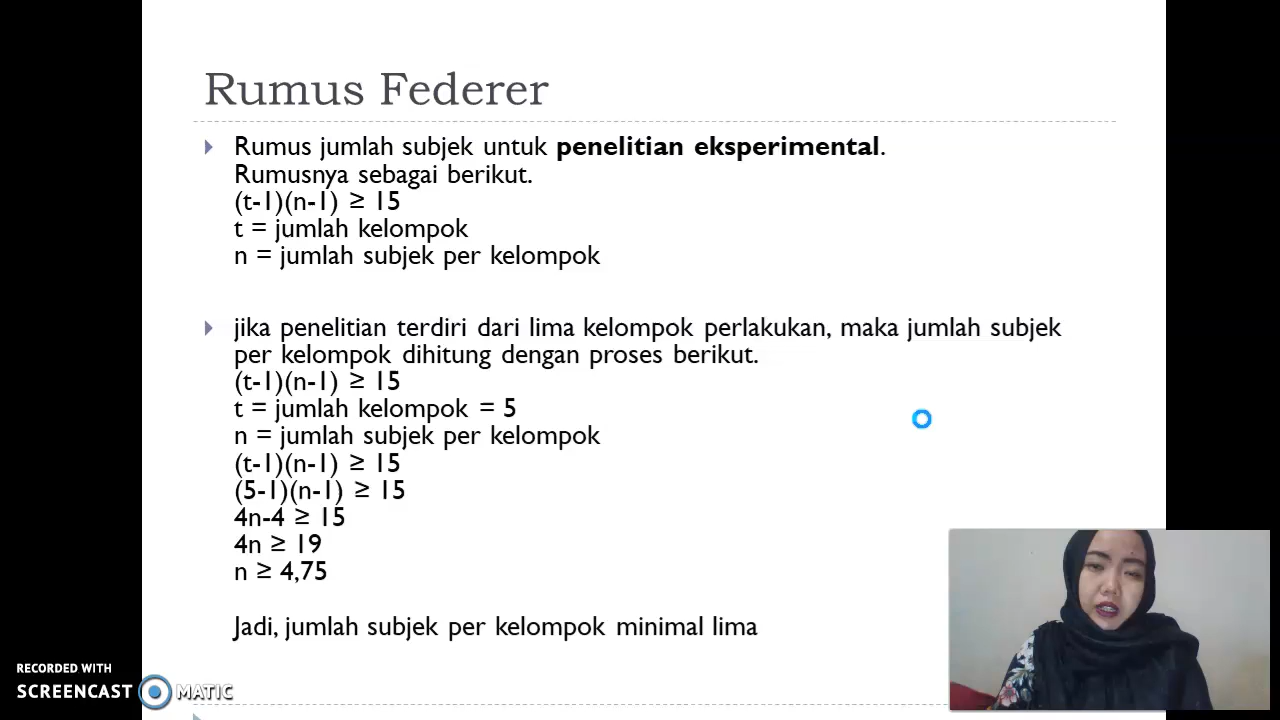 Rumus Federer
Rumus jumlah subjek untuk penelitian eksperimental.
Rumusnya sebagai berikut.
(t-1)(n-1) ≥ 15
t = jumlah kelompok
n = jumlah subjek per kelompok
jika penelitian terdiri dari lima kelompok perlakukan, maka jumlah subjek
per kelompok dihitung dengan proses berikut.
(t-1)(n-1) ≥ 15
t = jumlah kelompok = 5
n = jumlah subjek per kelompok
(t-1)(n-1) ≥ 15
(5-1)(n-1) ≥ 15
4n-4 ≥ 15
4n ≥ 19
n ≥ 4,75
Jadi, jumlah subjek per kelompok minimal lima
RECORDED WITH
SCREENCAST MATIC